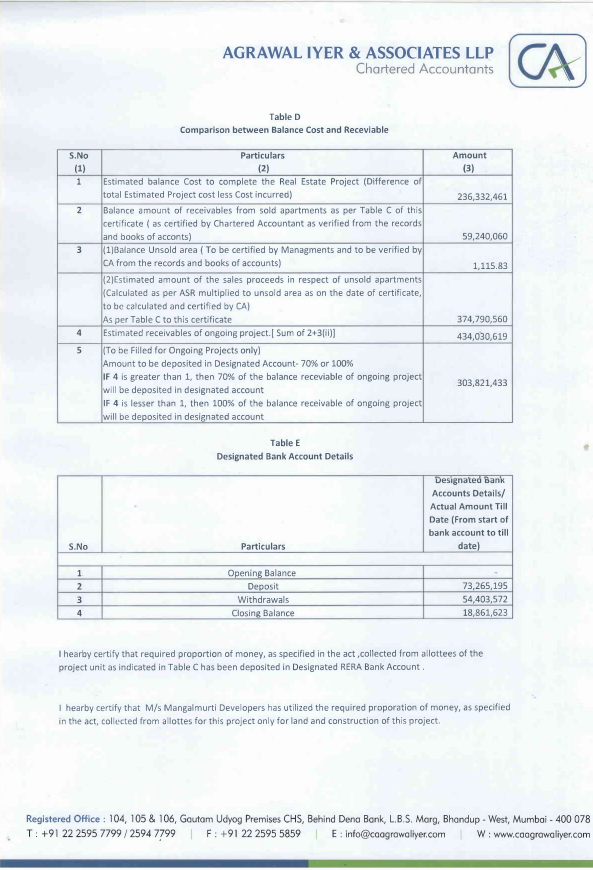 AGRAWAL IYER & ASSOCIATES LLP
Chartered Accountants
CA
Table D
Comparison between Balance Cost and Receviable
S.No
(1)
Particulars
(2)
Amount
(3)
1
Estimated balance Cost to complete the Real Estate Project (Difference of
total Estimated Project cost less Cost incurred)
236,332,461
2
Balance amount of receivables from sold apartments as per Table C of this
certificate ( as certified by Chartered Accountant as verified from the records
and books of acconts)
59,240,060
3
(1)Balance Unsold area ( To be certified by Managments and to be verified by
CA from the records and books of accounts)
1,115.83
(2)Estimated amount of the sales proceeds in respect of unsold apartments
(Calculated as per ASR multiplied to unsold area as on the date of certificate,
to be calculated and certified by CA)
As per Table C to this certificate
374,790,560
4
Estimated receivables of ongoing project.[ Sum of 2+3(ii)]
434,030,619
5
(To be Filled for Ongoing Projects only)
Amount to be deposited in Designated Account- 70% or 100%
IF 4 is greater than 1, then 70% of the balance receviable of ongoing project
will be deposited in designated account
IF 4 is lesser than 1, then 100% of the balance receivable of ongoing project
will be deposited in designated account
303,821,433
Table E
Designated Bank Account Details
S.No
Particulars
Designated Bank
Accounts Details/
Actual Amount Till
Date (From start of
bank account to till
date)
1 Opening Balance -
2 Deposit 73,265,195
3 Withdrawals 54,403,572
4 Closing Balance 18,861,623
I hearby certify that required proportion of money, as specified in the act ,collected from allottees of the
project unit as indicated in Table C has been deposited in Designated RERA Bank Account .
I hearby certify that M/s Mangalmurti Developers has utilized the required proporation of money, as specified
in the act, collected from allottes for this project only for land and construction of this project.
Registered Office : 104, 105 & 106, Gautam Udyog Premises CHS, Behind Dena Bank, L.B.S. Marg, Bhandup - West, Mumbai - 400 078
T : +91 22 2595 7799 / 2594 7799 | F : +91 22 2595 5859 | E : info@caagrawaliyer.com | W : www.caagrawaliyer.com